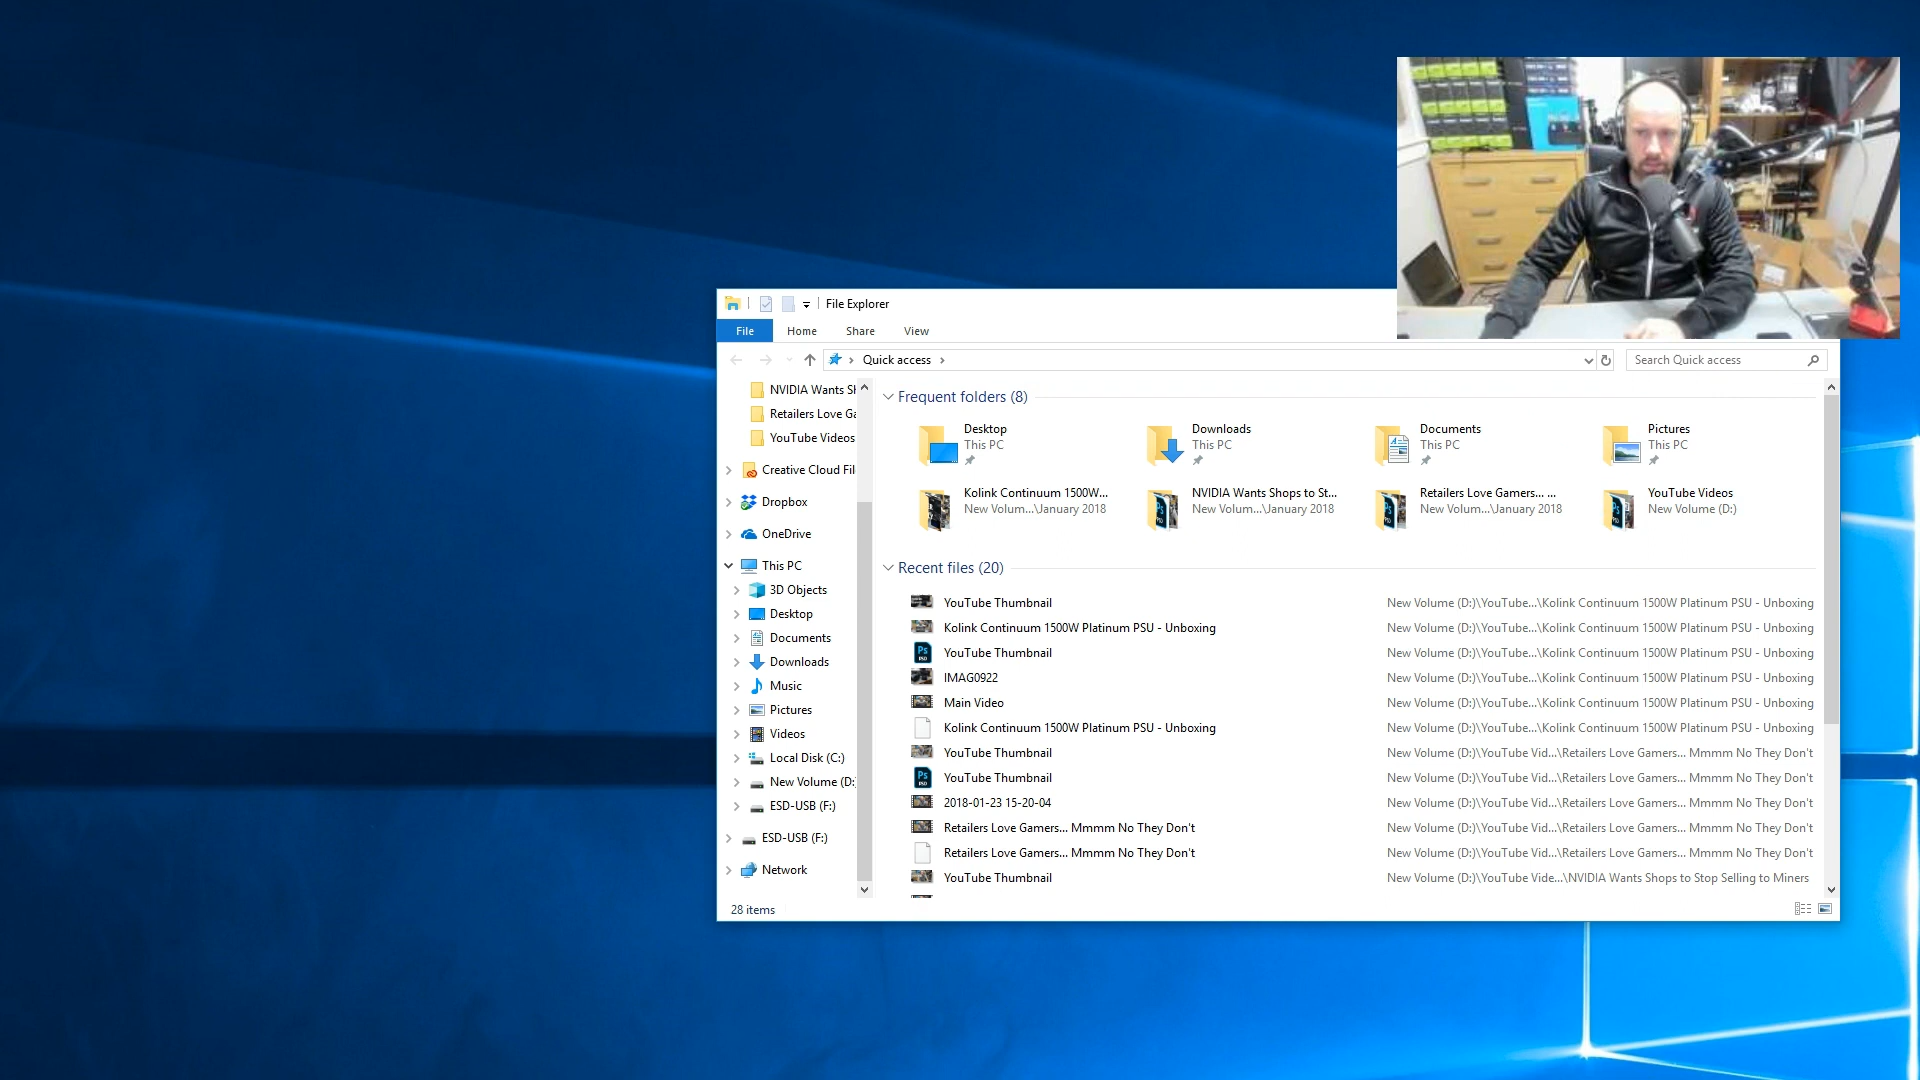 File Explorer
File Home Share View
Quick access
Search Quick access
NVIDIA Wants Sh
Retailers Love Ga
YouTube Videos
Creative Cloud Fil
Dropbox
OneDrive
This PC
3D Objects
Desktop
Documents
Downloads
Music
Pictures
Videos
Local Disk (C:)
New Volume (D:)
ESD-USB (F:)
ESD-USB (F:)
Network
Frequent folders (8)
Desktop
This PC
Downloads
This PC
Documents
This PC
Pictures
This PC
Kolink Continuum 1500W...
New Volum...\January 2018
NVIDIA Wants Shops to St...
New Volum...\January 2018
Retailers Love Gamers... ...
New Volum...\January 2018
YouTube Videos
New Volume (D:)
Recent files (20)
YouTube Thumbnail New Volume (D:)\YouTube...\Kolink Continuum 1500W Platinum PSU - Unboxing
Kolink Continuum 1500W Platinum PSU - Unboxing New Volume (D:)\YouTube...\Kolink Continuum 1500W Platinum PSU - Unboxing
YouTube Thumbnail New Volume (D:)\YouTube...\Kolink Continuum 1500W Platinum PSU - Unboxing
IMAG0922 New Volume (D:)\YouTube...\Kolink Continuum 1500W Platinum PSU - Unboxing
Main Video New Volume (D:)\YouTube...\Kolink Continuum 1500W Platinum PSU - Unboxing
Kolink Continuum 1500W Platinum PSU - Unboxing New Volume (D:)\YouTube...\Kolink Continuum 1500W Platinum PSU - Unboxing
YouTube Thumbnail New Volume (D:)\YouTube Vid...\Retailers Love Gamers... Mmmm No They Don't
YouTube Thumbnail New Volume (D:)\YouTube Vid...\Retailers Love Gamers... Mmmm No They Don't
2018-01-23 15-20-04 New Volume (D:)\YouTube Vid...\Retailers Love Gamers... Mmmm No They Don't
Retailers Love Gamers... Mmmm No They Don't New Volume (D:)\YouTube Vid...\Retailers Love Gamers... Mmmm No They Don't
Retailers Love Gamers... Mmmm No They Don't New Volume (D:)\YouTube Vid...\Retailers Love Gamers... Mmmm No They Don't
YouTube Thumbnail New Volume (D:)\YouTube Vide...\NVIDIA Wants Shops to Stop Selling to Miners
28 items